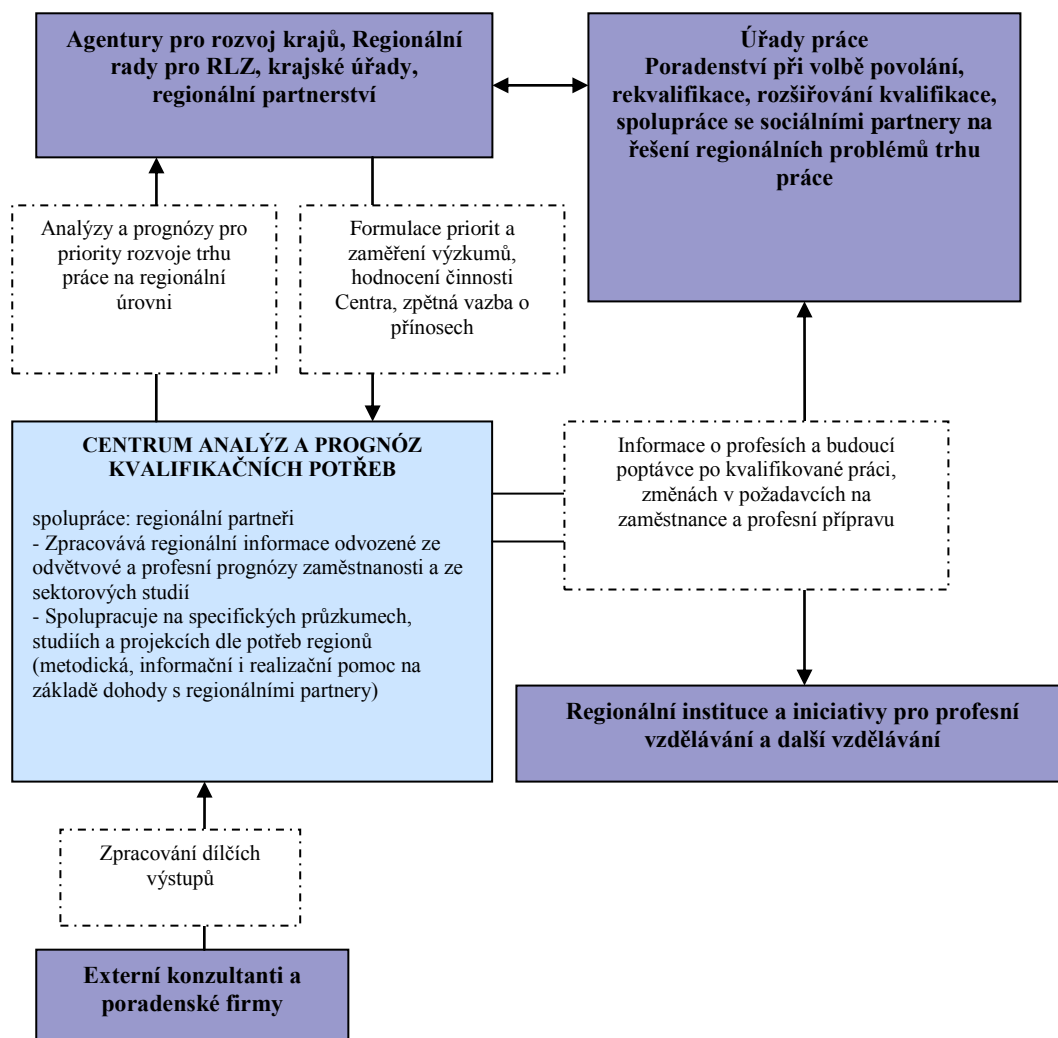 Agentury pro rozvoj krajů, Regionální
rady pro RLZ, krajské úřady,
regionální partnerství
Úřady práce
Poradenství při volbě povolání,
rekvalifikace, rozšiřování kvalifikace,
spolupráce se sociálními partnery na
řešení regionálních problémů trhu
práce
Analýzy a prognózy pro
priority rozvoje trhu
práce na regionální
úrovni
Formulace priorit a
zaměření výzkumů,
hodnocení činnosti
Centra, zpětná vazba o
přínosech
CENTRUM ANALÝZ A PROGNÓZ
KVALIFIKAČNÍCH POTŘEB
spolupráce: regionální partneři
- Zpracovává regionální informace odvozené ze
odvětvové a profesní prognózy zaměstnanosti a ze
sektorových studií
- Spolupracuje na specifických průzkumech,
studiích a projekcích dle potřeb regionů
(metodická, informační i realizační pomoc na
základě dohody s regionálními partnery)
Informace o profesích a budoucí
poptávce po kvalifikované práci,
změnách v požadavcích na
zaměstnance a profesní přípravu
Regionální instituce a iniciativy pro profesní
vzdělávání a další vzdělávání
Zpracování dílčích
výstupů
Externí konzultanti a
poradenské firmy